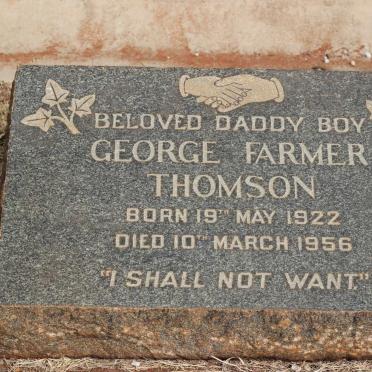 BELOVED DADDY BOY
GEORGE FARMER
THOMSON
BORN 19TH MAY 1922
DIED 10TH MARCH 1956
"I SHALL NOT WANT."